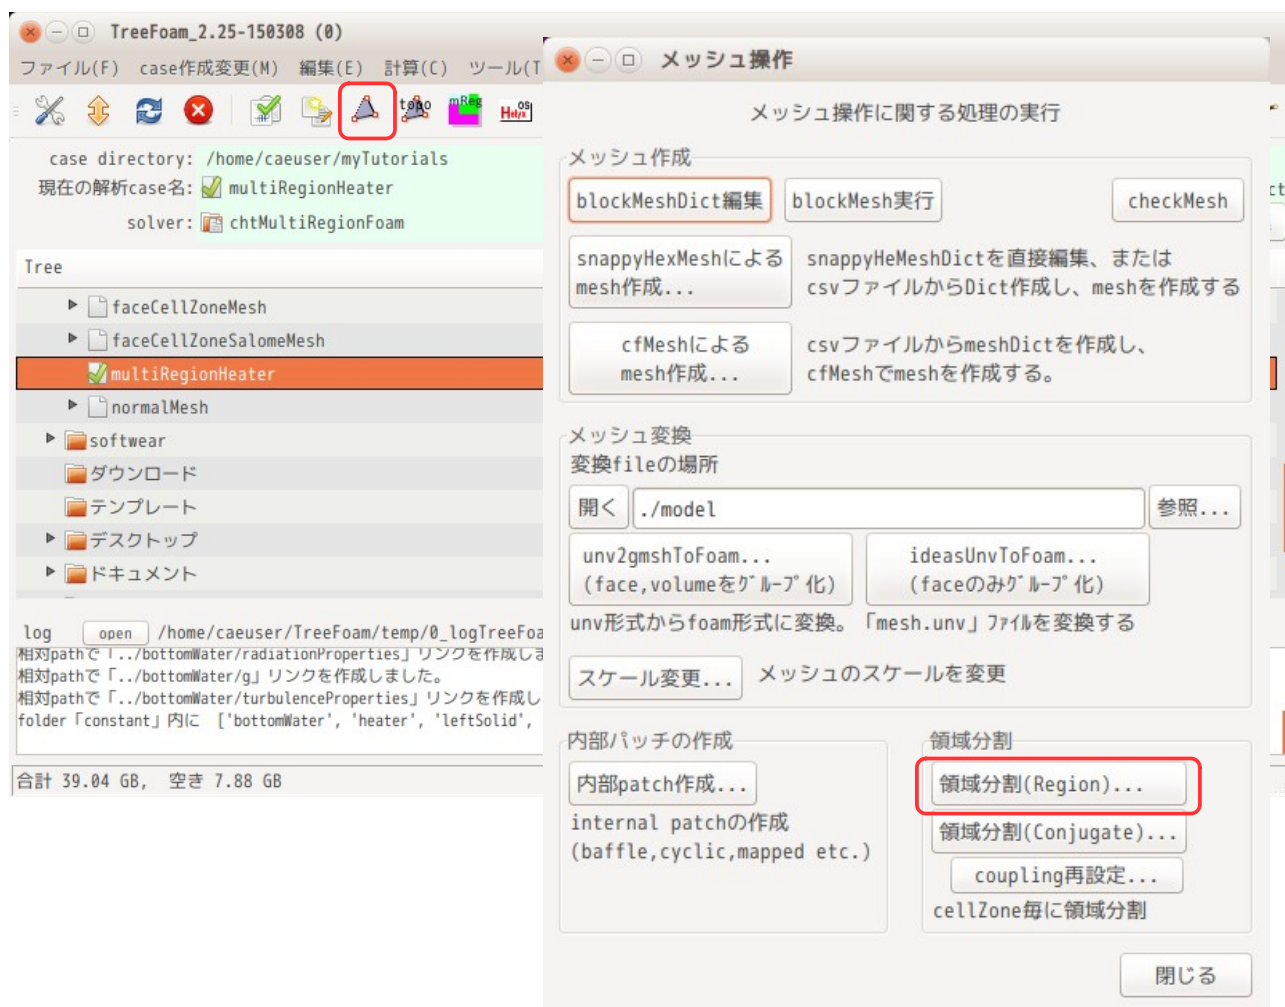 TreeFoam_2.25-150308 (0)
ファイル(F) case作成変更(M) 編集(E) 計算(C) ツール(T
topo
mReg
Helyx OS
case directory: /home/caeuser/myTutorials
現在の解析case名: multiRegionHeater
solver: chtMultiRegionFoam
Tree
faceCellZoneMesh
faceCellZoneSalomeMesh
multiRegionHeater
normalMesh
softwear
ダウンロード
テンプレート
デスクトップ
ドキュメント
log open /home/caeuser/TreeFoam/temp/0_logTreeFoa
相対pathで「../bottomWater/radiationProperties」リンクを作成しま
相対pathで「../bottomWater/g」リンクを作成しました。
相対pathで「../bottomWater/turbulenceProperties」リンクを作成し
folder「constant」内に ['bottomWater', 'heater', 'leftSolid',
合計 39.04 GB, 空き 7.88 GB
メッシュ操作
メッシュ操作に関する処理の実行
メッシュ作成
blockMeshDict編集 blockMesh実行 checkMesh
snappyHexMeshによる
mesh作成...
snappyHeMeshDictを直接編集、または
csvファイルからDict作成し、meshを作成する
cfMeshによる
mesh作成...
csvファイルからmeshDictを作成し、
cfMeshでmeshを作成する。
メッシュ変換
変換fileの場所
開く ./model 参照...
unv2gmshToFoam...
(face,volumeをｸﾞﾙｰﾌﾟ化)
ideasUnvToFoam...
(faceのみｸﾞﾙｰﾌﾟ化)
unv形式からfoam形式に変換。「mesh.unv」ﾌｧｲﾙを変換する
スケール変更... メッシュのスケールを変更
内部パッチの作成
内部patch作成...
internal patchの作成
(baffle,cyclic,mapped etc.)
領域分割
領域分割(Region)...
領域分割(Conjugate)...
coupling再設定...
cellZone毎に領域分割
閉じる
ct